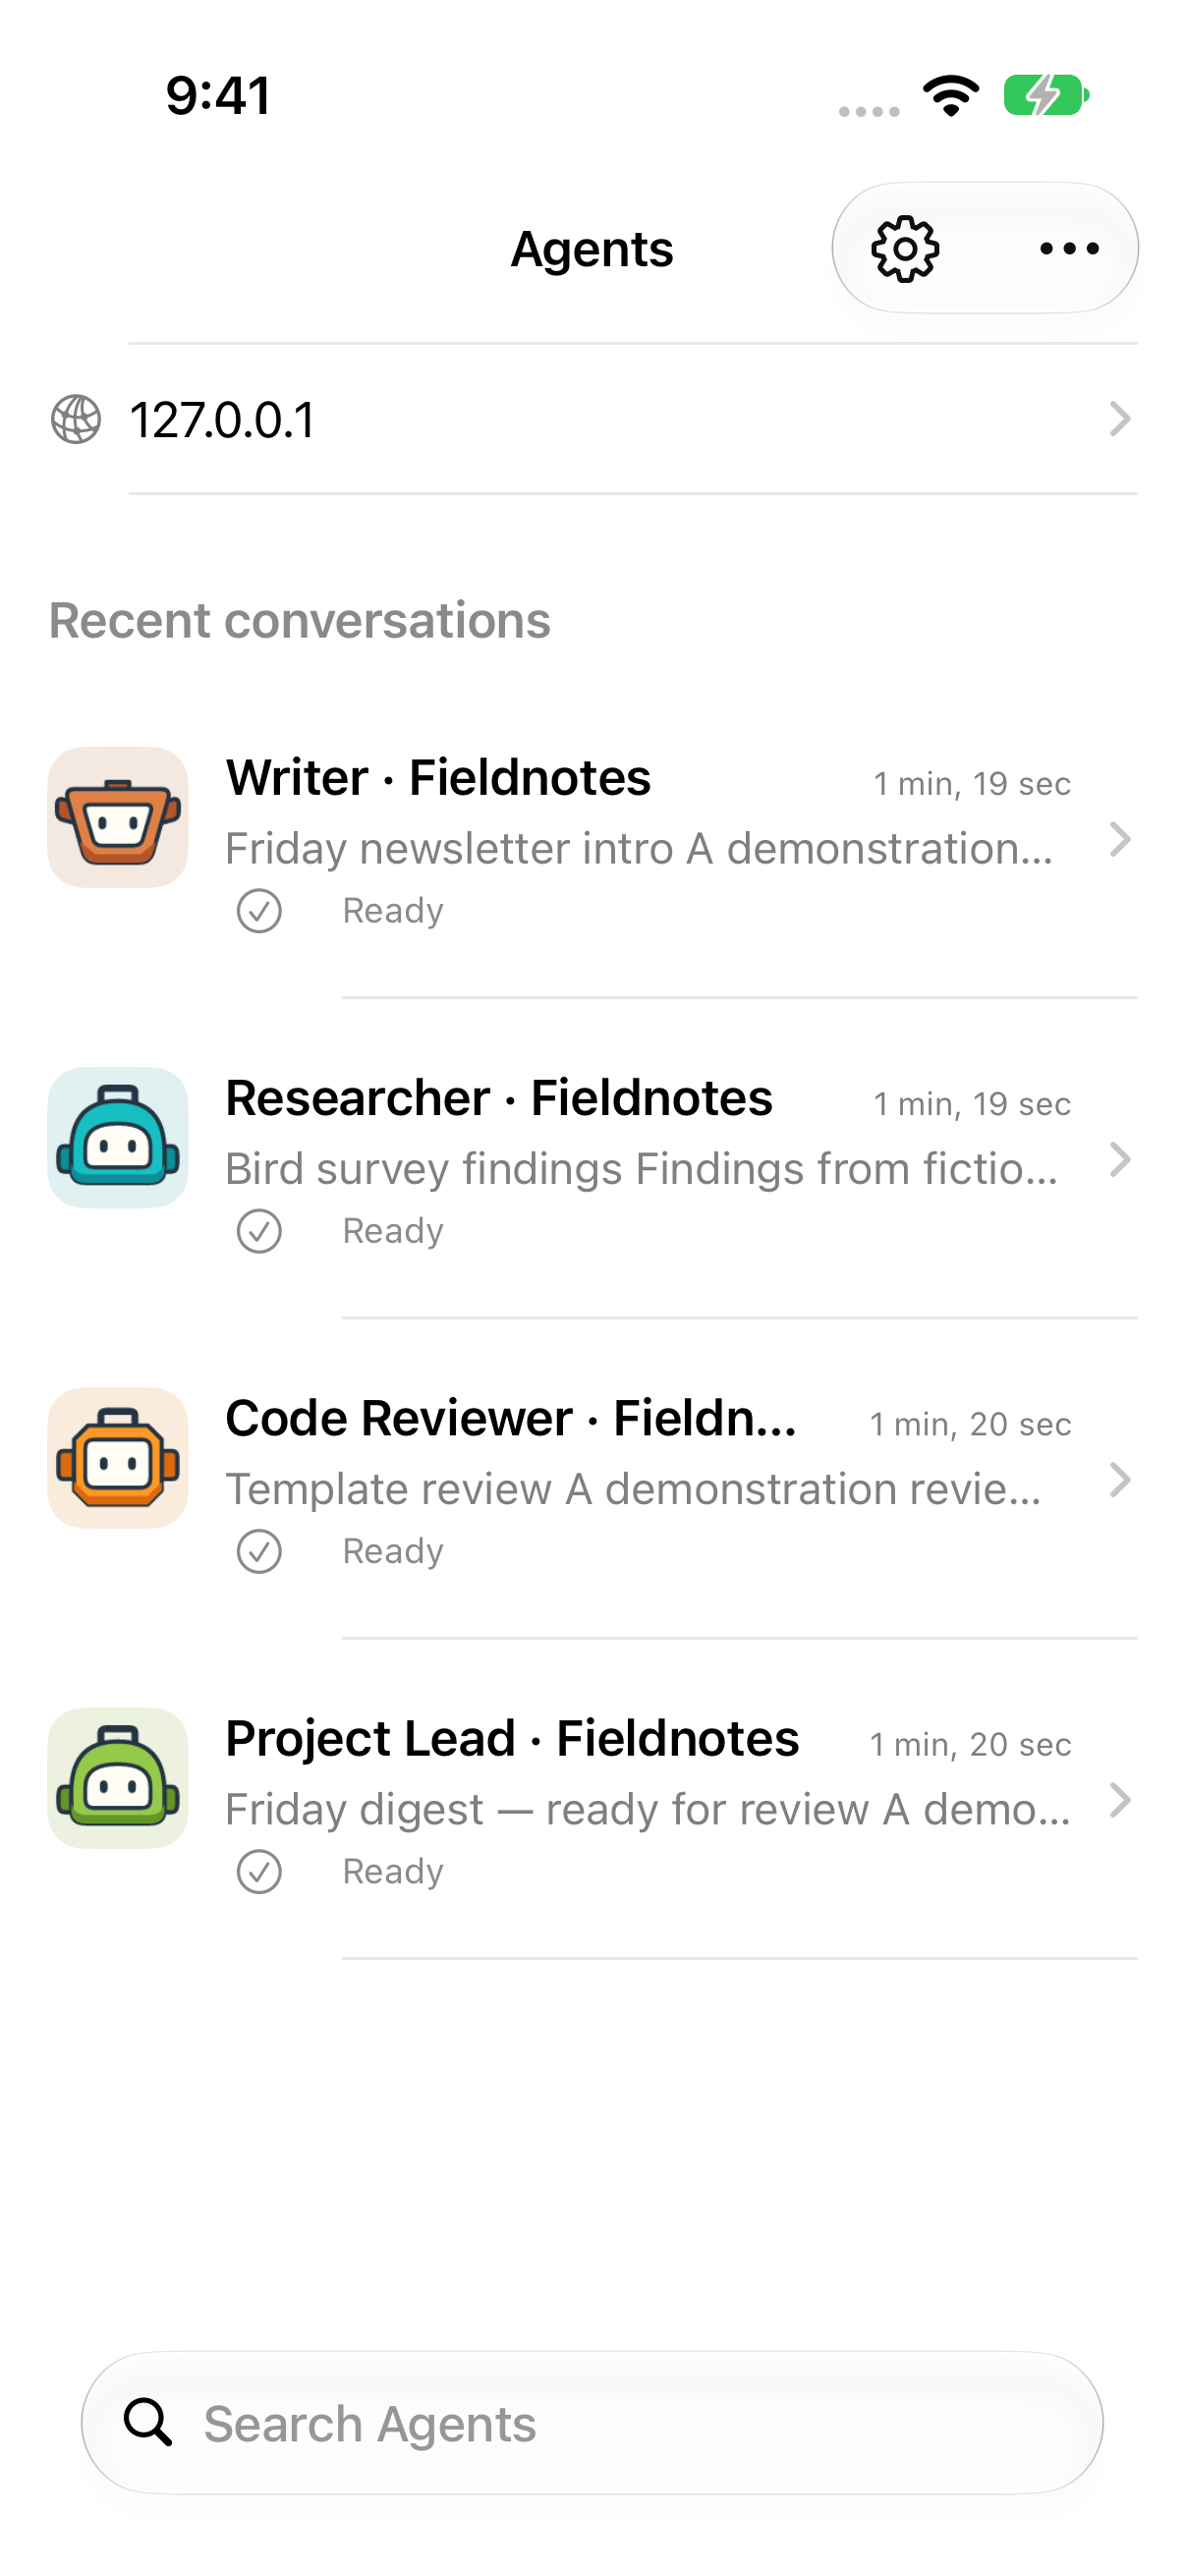 9:41
Agents
127.0.0.1
Recent conversations
Writer · Fieldnotes
1 min, 19 sec
Friday newsletter intro A demonstration...
Ready
Researcher · Fieldnotes
1 min, 19 sec
Bird survey findings Findings from fictio...
Ready
Code Reviewer · Fieldn...
1 min, 20 sec
Template review A demonstration revie...
Ready
Project Lead · Fieldnotes
1 min, 20 sec
Friday digest — ready for review A demo...
Ready
Search Agents